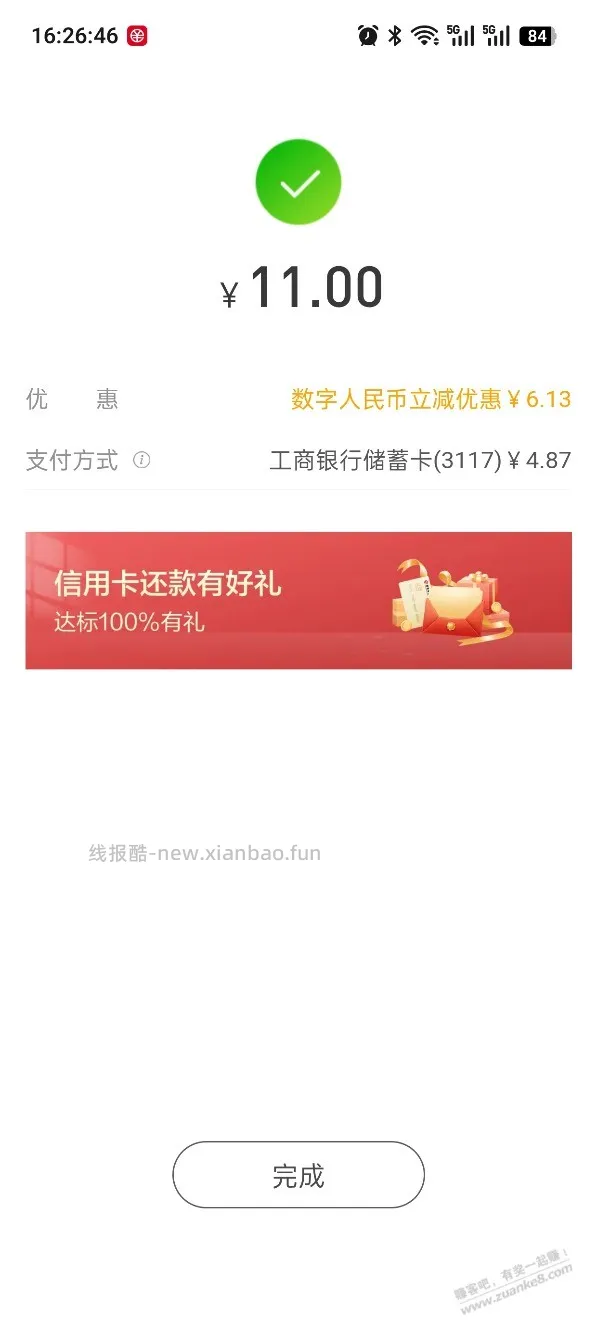 16:26:46 5G 5G 84
¥ 11.00
优 惠 数字人民币立减优惠￥6.13
支付方式 工商银行储蓄卡(3117)￥4.87
信用卡还款有好礼
达标100%有礼
线报酷-new.xianbao.fun
完成
赚客吧，有奖一起赚！
www.zuanke8.com